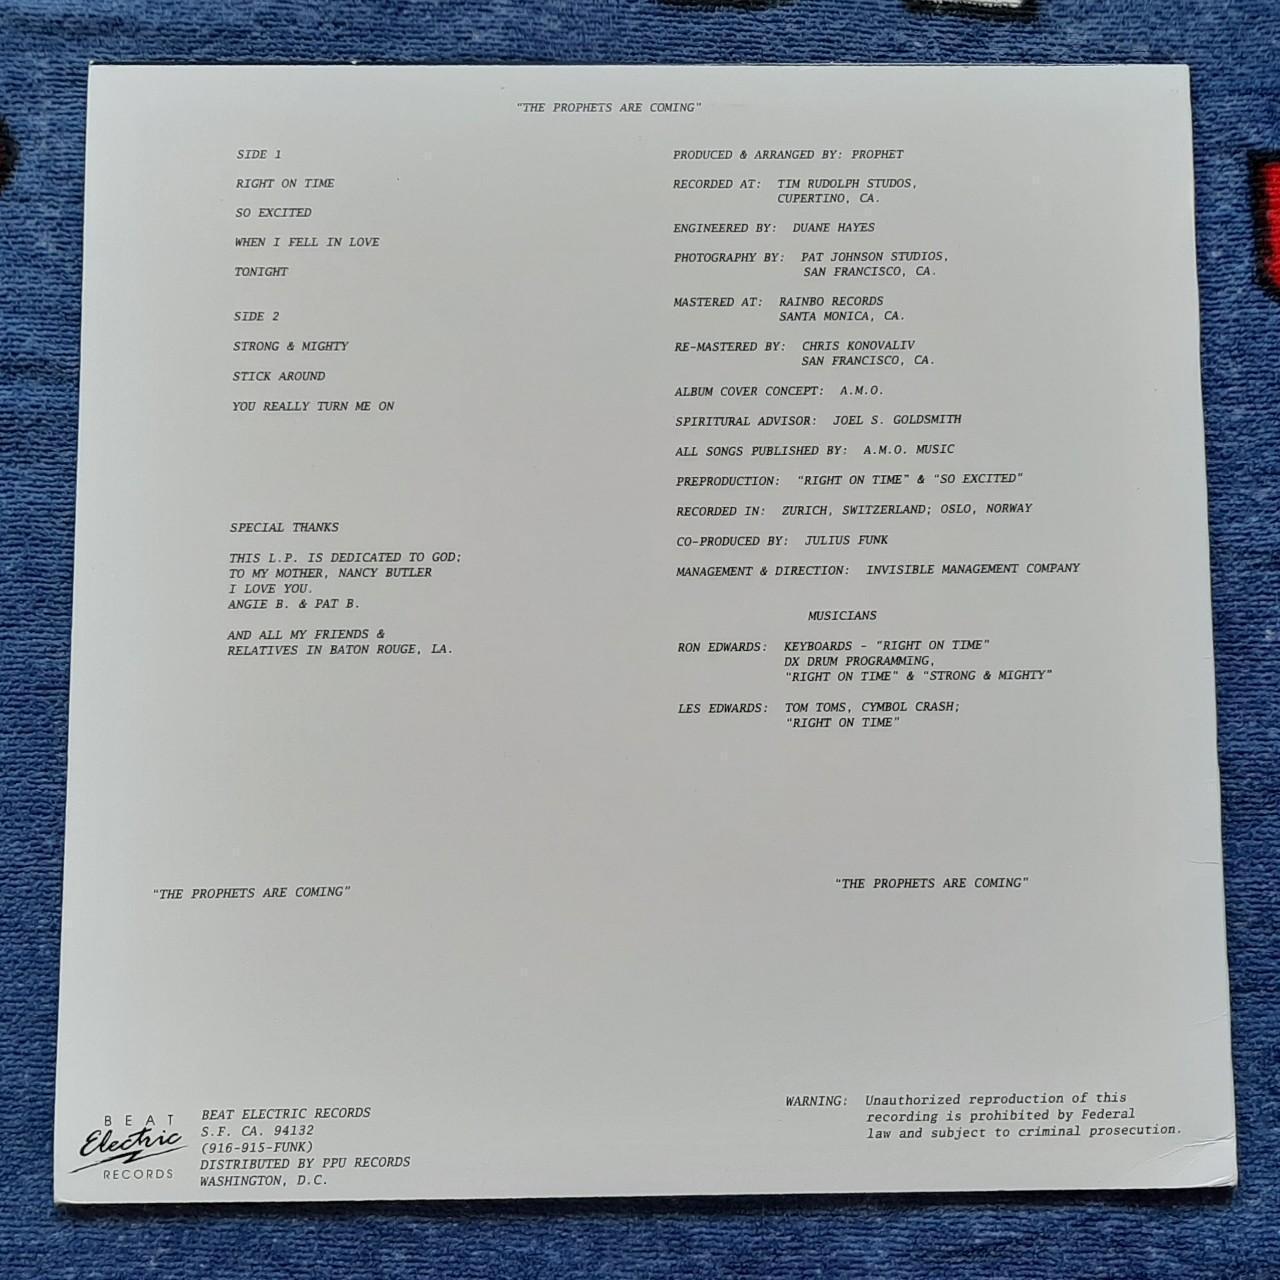 "THE PROPHETS ARE COMING"
SIDE 1
RIGHT ON TIME
SO EXCITED
WHEN I FELL IN LOVE
TONIGHT
SIDE 2
STRONG & MIGHTY
STICK AROUND
YOU REALLY TURN ME ON
SPECIAL THANKS
THIS L.P. IS DEDICATED TO GOD;
TO MY MOTHER, NANCY BUTLER
I LOVE YOU.
ANGIE B. & PAT B.
AND ALL MY FRIENDS &
RELATIVES IN BATON ROUGE, LA.
PRODUCED & ARRANGED BY: PROPHET
RECORDED AT: TIM RUDOLPH STUDOS,
CUPERTINO, CA.
ENGINEERED BY: DUANE HAYES
PHOTOGRAPHY BY: PAT JOHNSON STUDIOS,
SAN FRANCISCO, CA.
MASTERED AT: RAINBO RECORDS
SANTA MONICA, CA.
RE-MASTERED BY: CHRIS KONOVALIV
SAN FRANCISCO, CA.
ALBUM COVER CONCEPT: A.M.O.
SPIRITURAL ADVISOR: JOEL S. GOLDSMITH
ALL SONGS PUBLISHED BY: A.M.O. MUSIC
PREPRODUCTION: "RIGHT ON TIME" & "SO EXCITED"
RECORDED IN: ZURICH, SWITZERLAND; OSLO, NORWAY
CO-PRODUCED BY: JULIUS FUNK
MANAGEMENT & DIRECTION: INVISIBLE MANAGEMENT COMPANY
MUSICIANS
RON EDWARDS: KEYBOARDS - "RIGHT ON TIME"
DX DRUM PROGRAMMING,
"RIGHT ON TIME" & "STRONG & MIGHTY"
LES EDWARDS: TOM TOMS, CYMBOL CRASH;
"RIGHT ON TIME"
"THE PROPHETS ARE COMING"
"THE PROPHETS ARE COMING"
BEAT
Electric
RECORDS
BEAT ELECTRIC RECORDS
S.F. CA. 94132
(916-915-FUNK)
DISTRIBUTED BY PPU RECORDS
WASHINGTON, D.C.
WARNING: Unauthorized reproduction of this
recording is prohibited by Federal
law and subject to criminal prosecution.